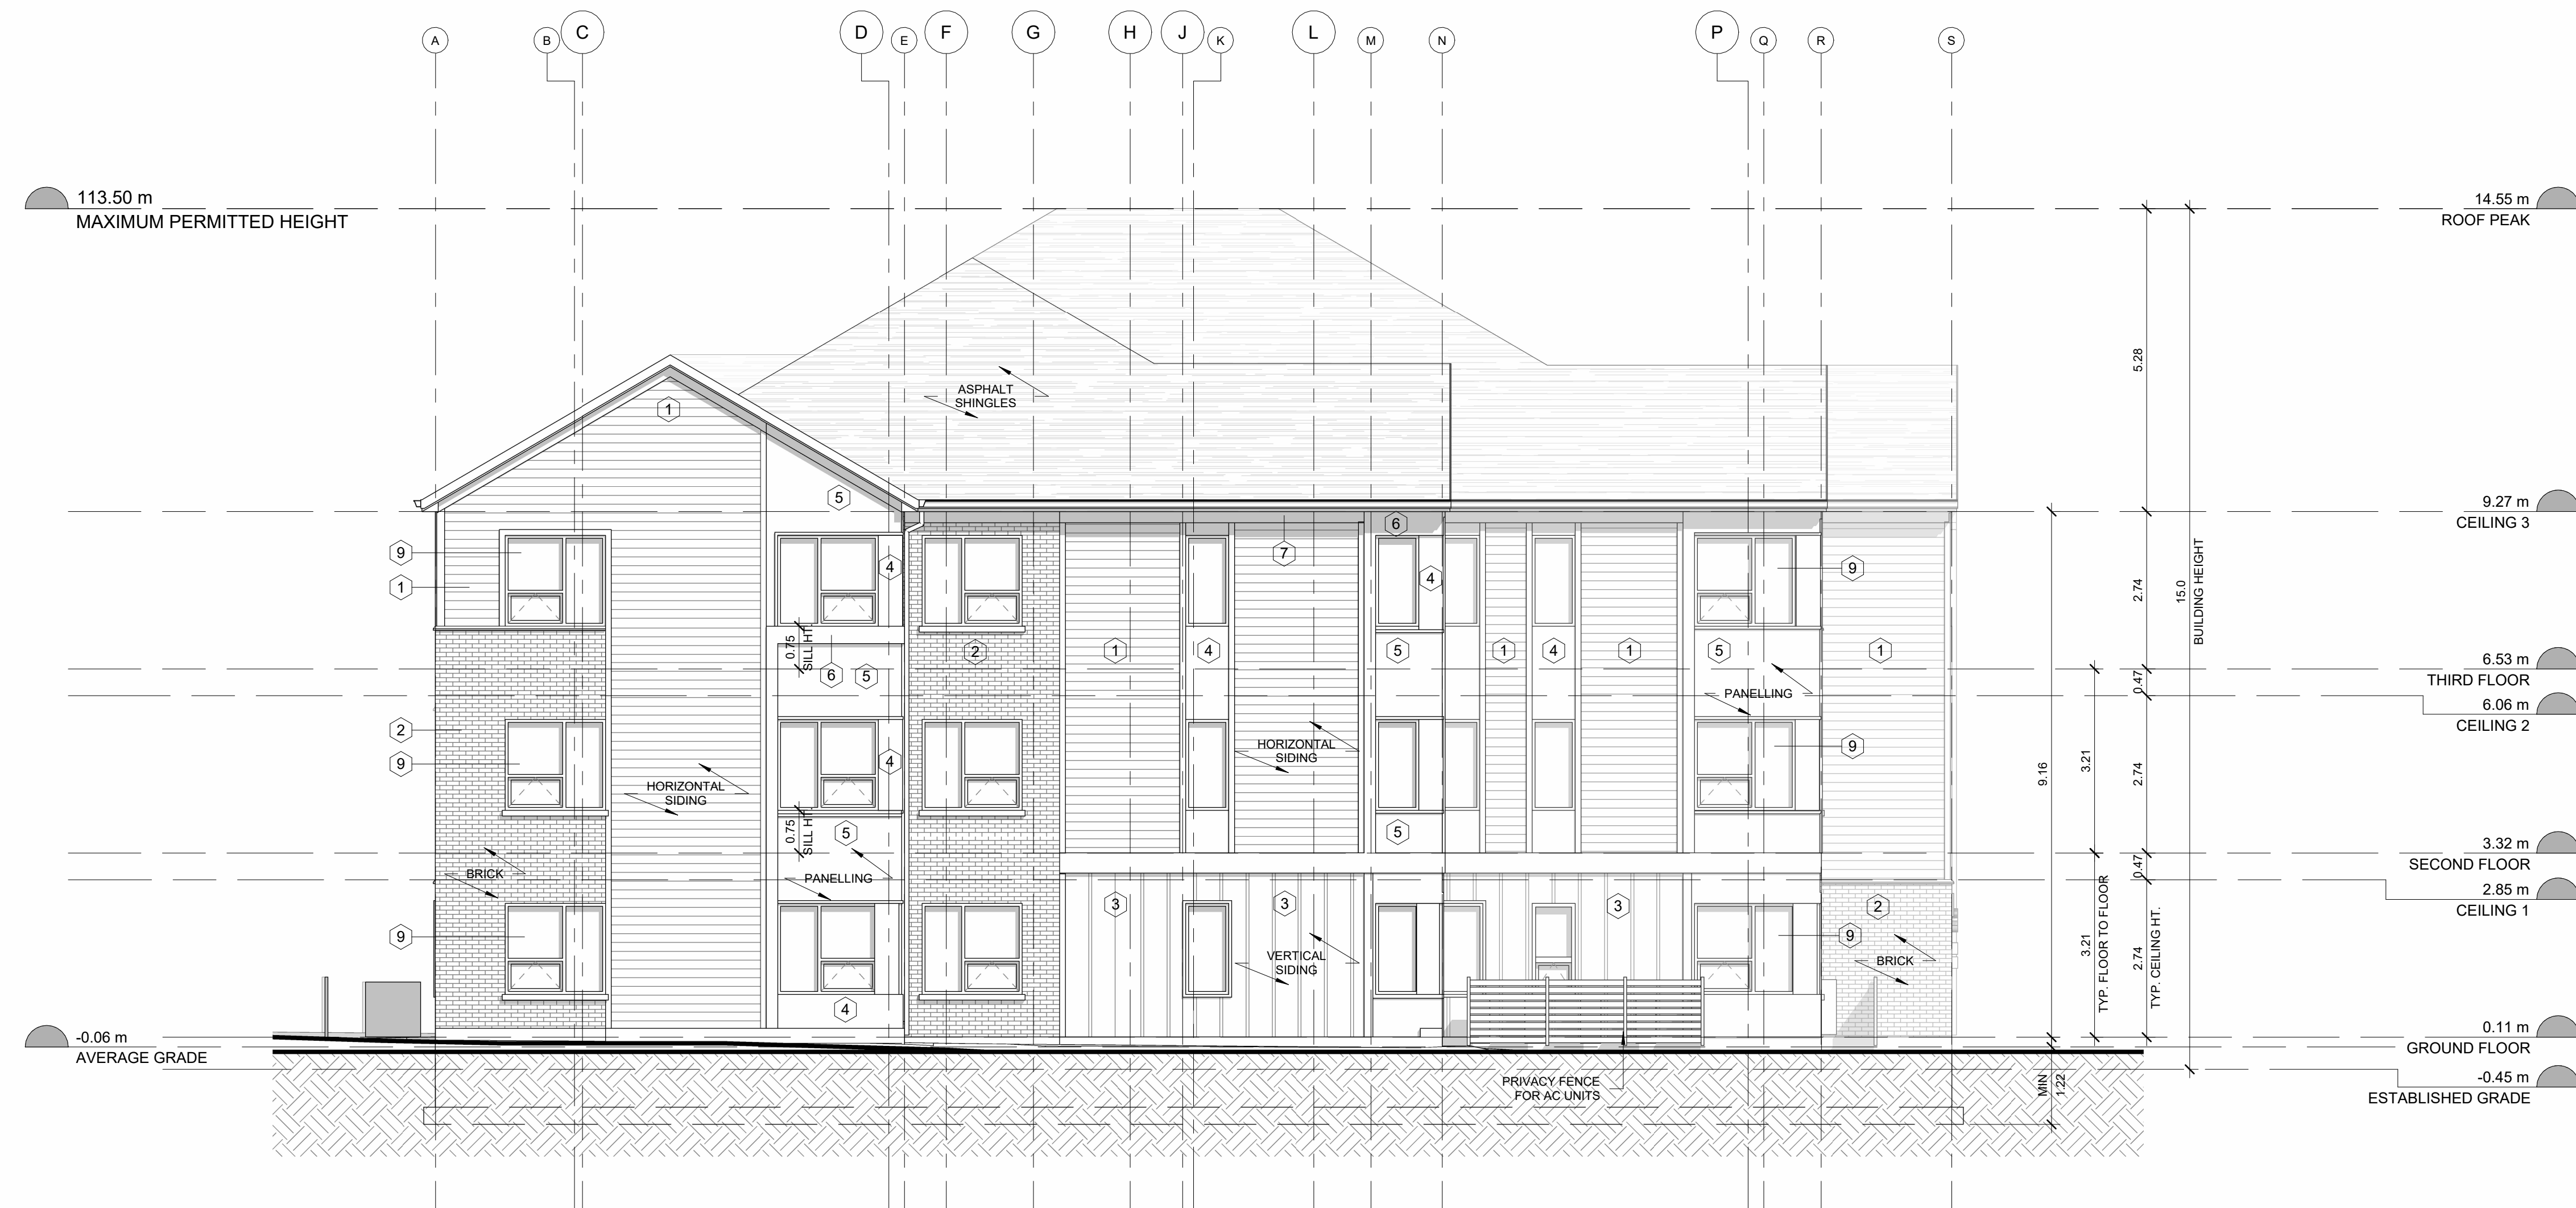 A
B
C
D
E
F
G
H
J
K
L
M
N
P
Q
R
S
113.50 m
MAXIMUM PERMITTED HEIGHT
14.55 m
ROOF PEAK
5.28
ASPHALT
SHINGLES
1
5
9.27 m
CEILING 3
6
7
9
4
4
9
1
2.74
15.0
BUILDING HEIGHT
0.75
SILL HT.
6
5
2
1
4
5
1
4
1
5
1
6.53 m
THIRD FLOOR
0.47
PANELLING
6.06 m
CEILING 2
2
9
4
HORIZONTAL
SIDING
9
HORIZONTAL
SIDING
9.16
3.21
2.74
0.75
SILL HT.
5
5
3.32 m
SECOND FLOOR
0.47
BRICK
PANELLING
2.85 m
CEILING 1
3
3
3
2
9
9
VERTICAL
SIDING
BRICK
3.21
TYP. FLOOR TO FLOOR
2.74
TYP. CEILING HT.
4
-0.06 m
AVERAGE GRADE
0.11 m
GROUND FLOOR
PRIVACY FENCE
FOR AC UNITS
MIN
1.22
-0.45 m
ESTABLISHED GRADE